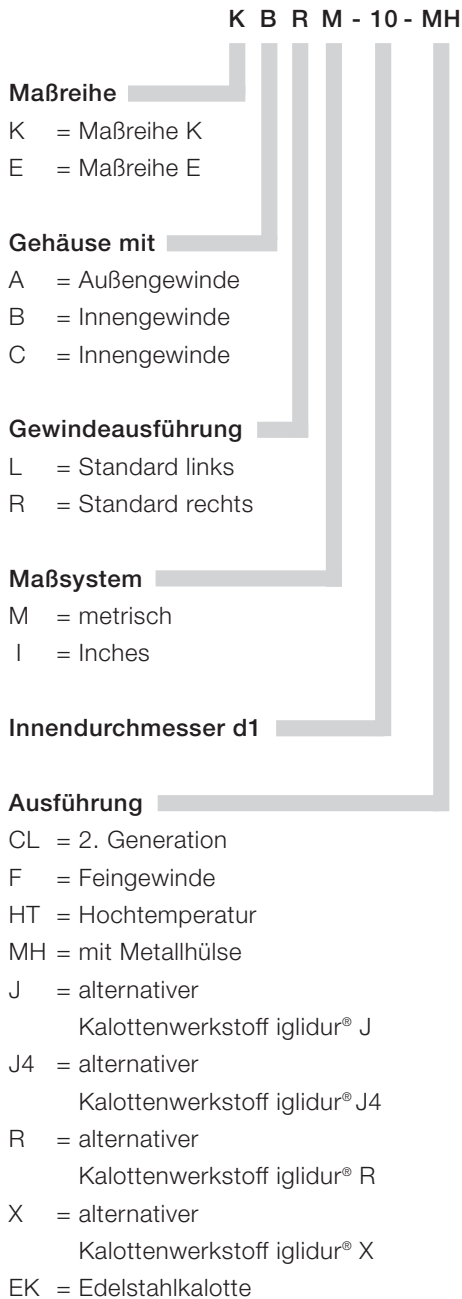 K B R M - 10 - MH
Maßreihe
K = Maßreihe K
E = Maßreihe E
Gehäuse mit
A = Außengewinde
B = Innengewinde
C = Innengewinde
Gewindeausführung
L = Standard links
R = Standard rechts
Maßsystem
M = metrisch
I = Inches
Innendurchmesser d1
Ausführung
CL = 2. Generation
F = Feingewinde
HT = Hochtemperatur
MH = mit Metallhülse
J = alternativer
Kalottenwerkstoff iglidur® J
J4 = alternativer
Kalottenwerkstoff iglidur® J4
R = alternativer
Kalottenwerkstoff iglidur® R
X = alternativer
Kalottenwerkstoff iglidur® X
EK = Edelstahlkalotte